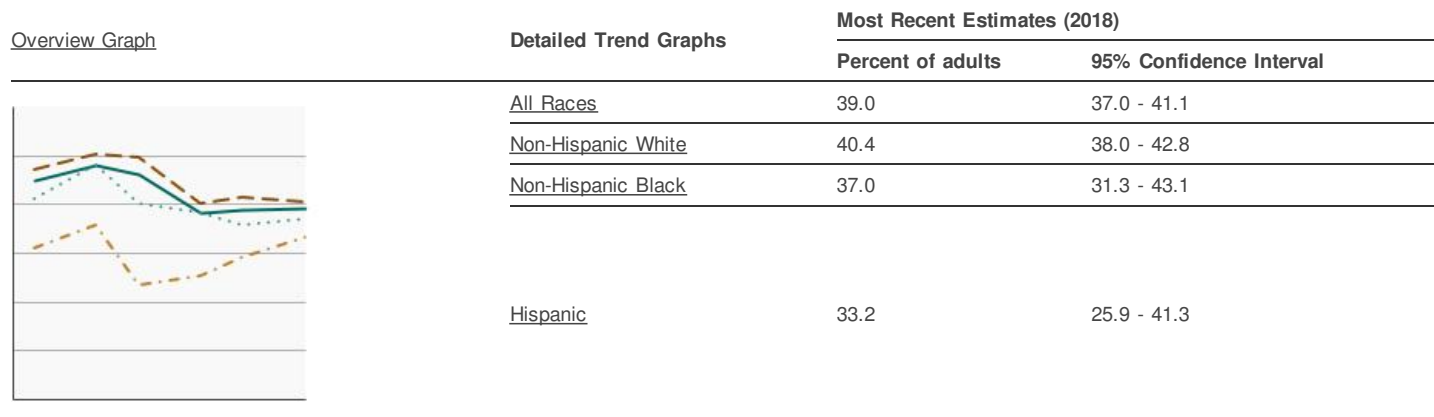 Overview Graph
Detailed Trend Graphs
Most Recent Estimates (2018)
Percent of adults
95% Confidence Interval
All Races 39.0 37.0 - 41.1
Non-Hispanic White 40.4 38.0 - 42.8
Non-Hispanic Black 37.0 31.3 - 43.1
Hispanic 33.2 25.9 - 41.3